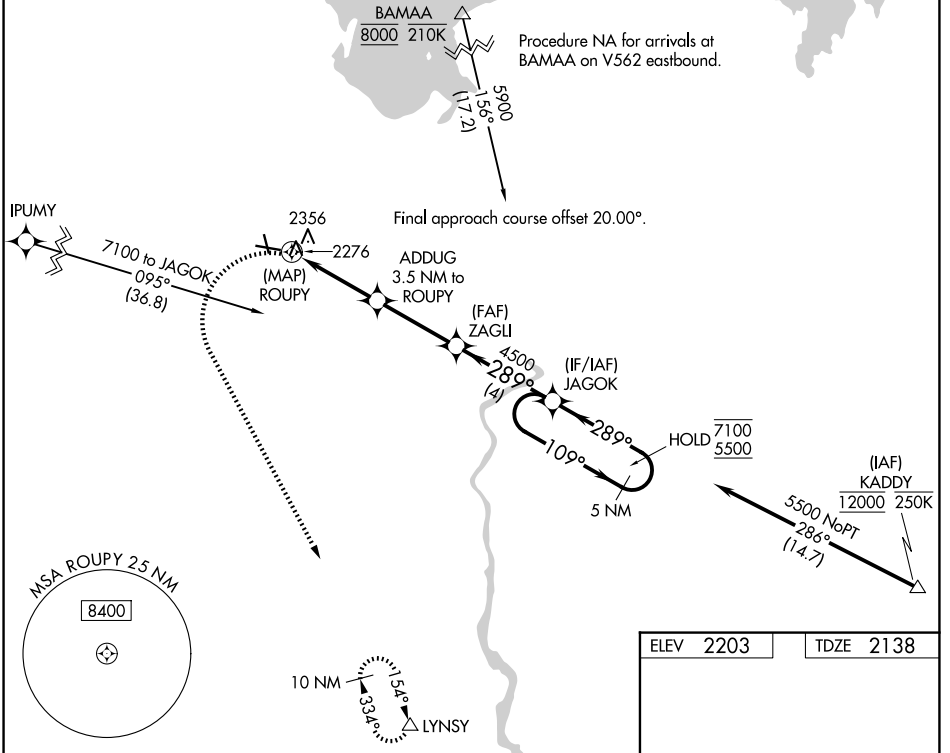 BAMAA
8000 210K
Procedure NA for arrivals at
BAMAA on V562 eastbound.
5900
156°
(17.2)
IPUMY
7100 to JAGOK
095°
(36.8)
2356
2276
(MAP)
ROUPY
Final approach course offset 20.00°.
ADDUG
3.5 NM to
ROUPY
(FAF)
ZAGLI
4500
289°
(4)
(IF/IAF)
JAGOK
289°
109°
HOLD 7100
5500
5 NM
(IAF)
KADDY
12000 250K
5500 NoPT
286°
(14.7)
MSA ROUPY 25 NM
8400
10 NM
154°
334°
LYNSY
ELEV 2203
TDZE 2138